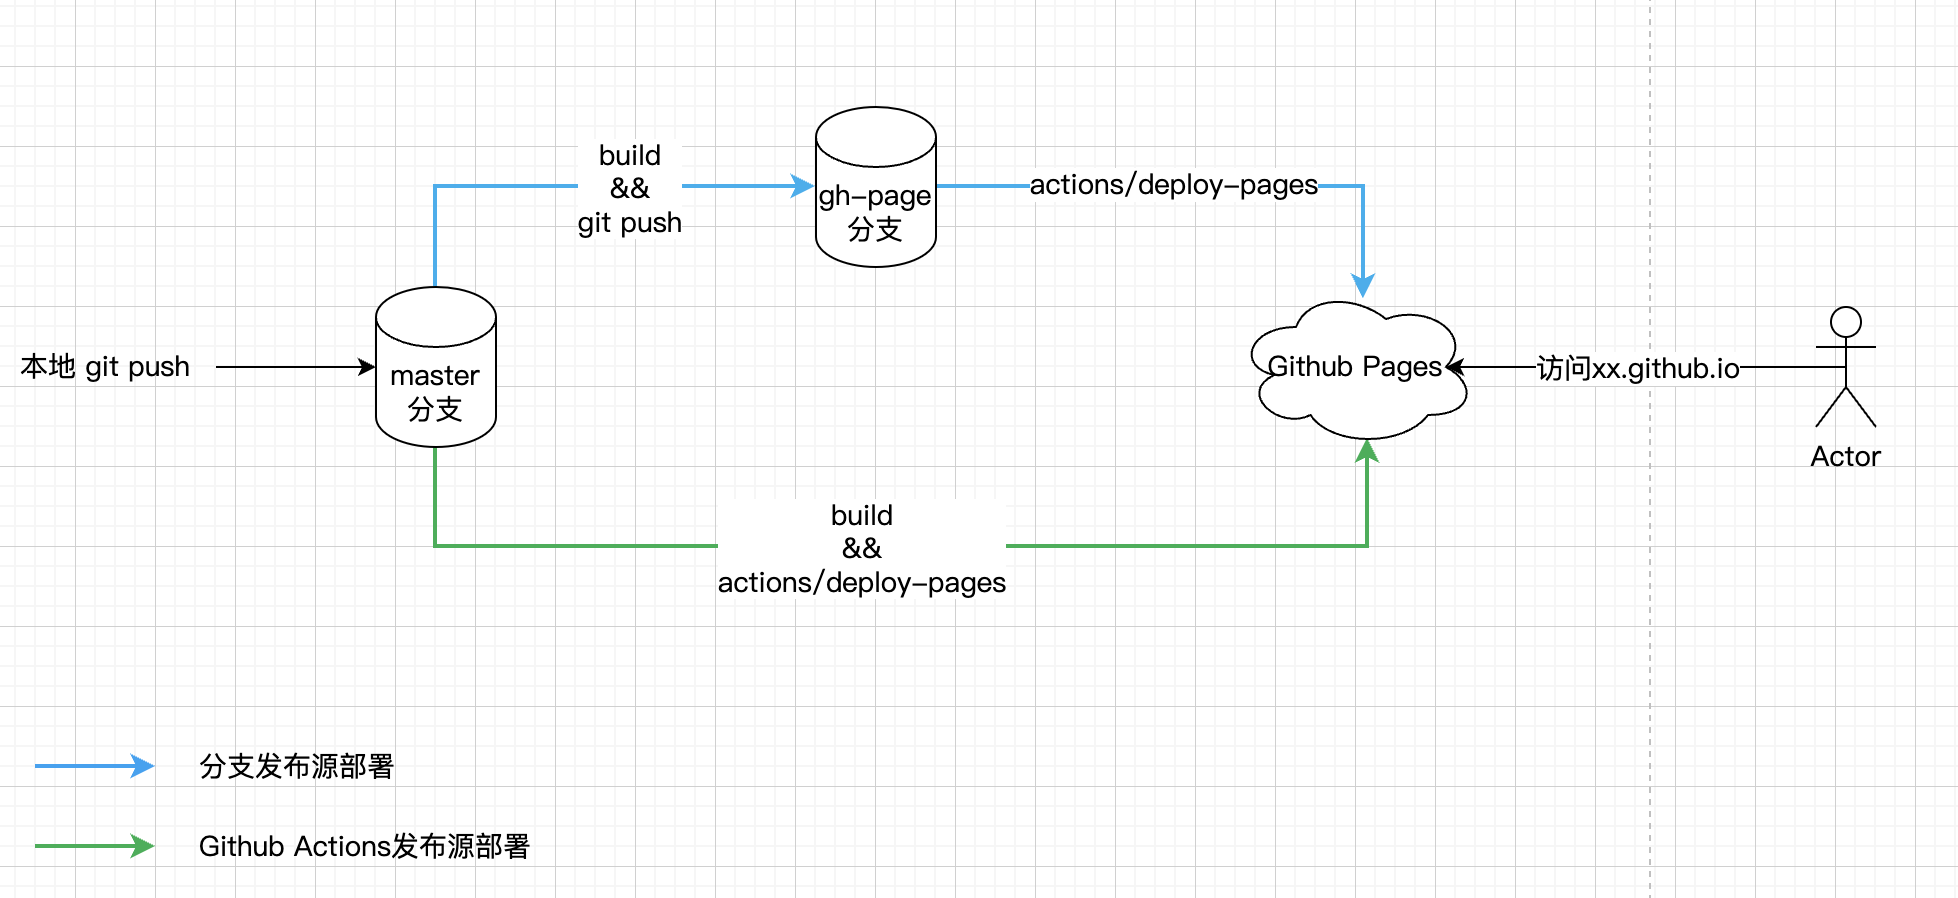 build
&&
git push
gh-page
分支
actions/deploy-pages
本地 git push
master
分支
Github Pages
访问xx.github.io
Actor
build
&&
actions/deploy-pages
分支发布源部署
Github Actions发布源部署